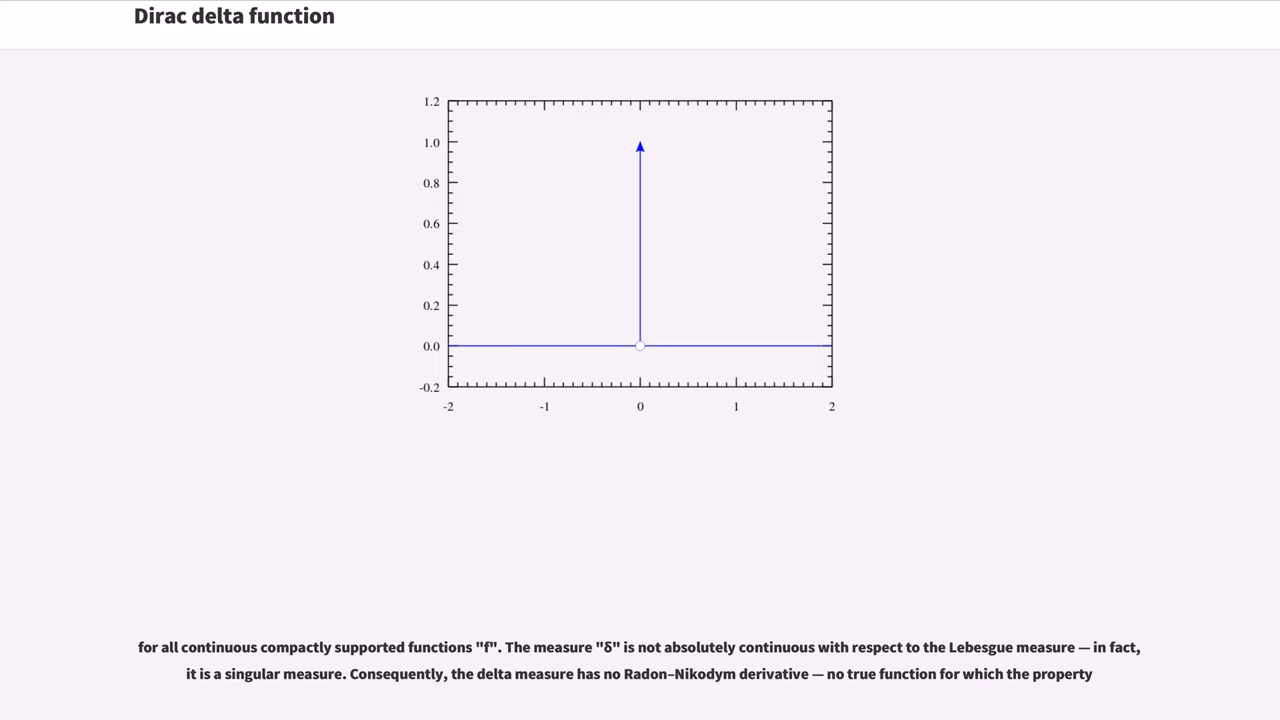 Dirac delta function
1.2
1.0
0.8
0.6
0.4
0.2
0.0
-0.2
-2 -1 0 1 2
for all continuous compactly supported functions "f". The measure "δ" is not absolutely continuous with respect to the Lebesgue measure — in fact,
it is a singular measure. Consequently, the delta measure has no Radon–Nikodym derivative — no true function for which the property